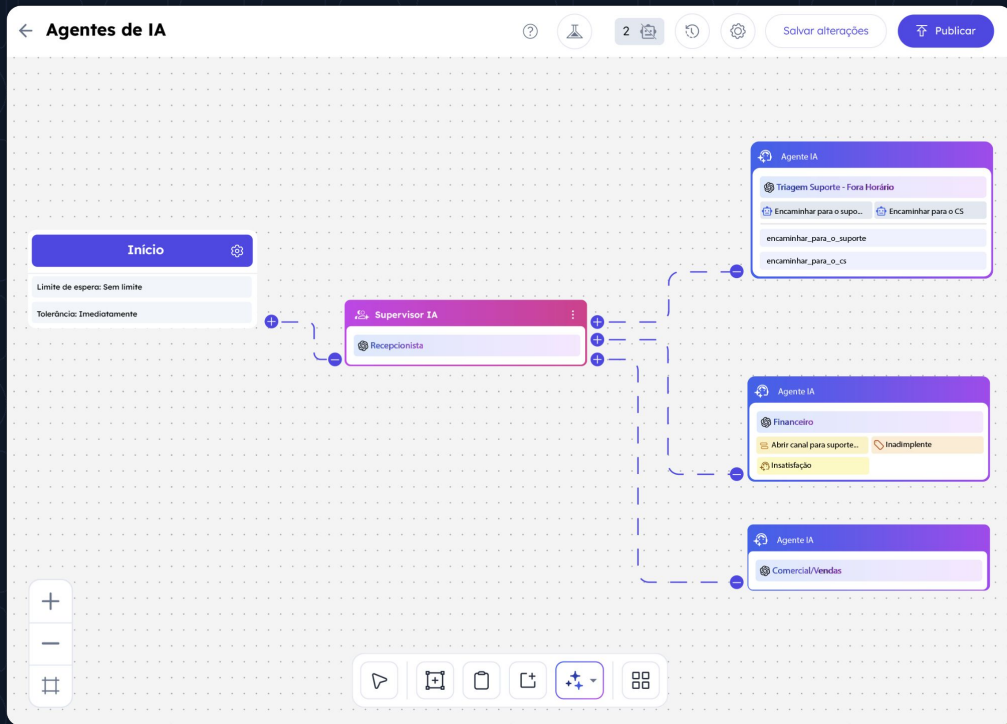 Agentes de IA
2
Salvar alterações
Publicar
Início
Limite de espera: Sem limite
Tolerância: Imediatamente
Supervisor IA
Recepcionista
Agente IA
Triagem Suporte - Fora Horário
Encaminhar para o supo...
Encaminhar para o CS
encaminhar_para_o_suporte
encaminhar_para_o_cs
Agente IA
Financeiro
Abrir canal para suporte...
Inadimplente
Insatisfação
Agente IA
Comercial/Vendas